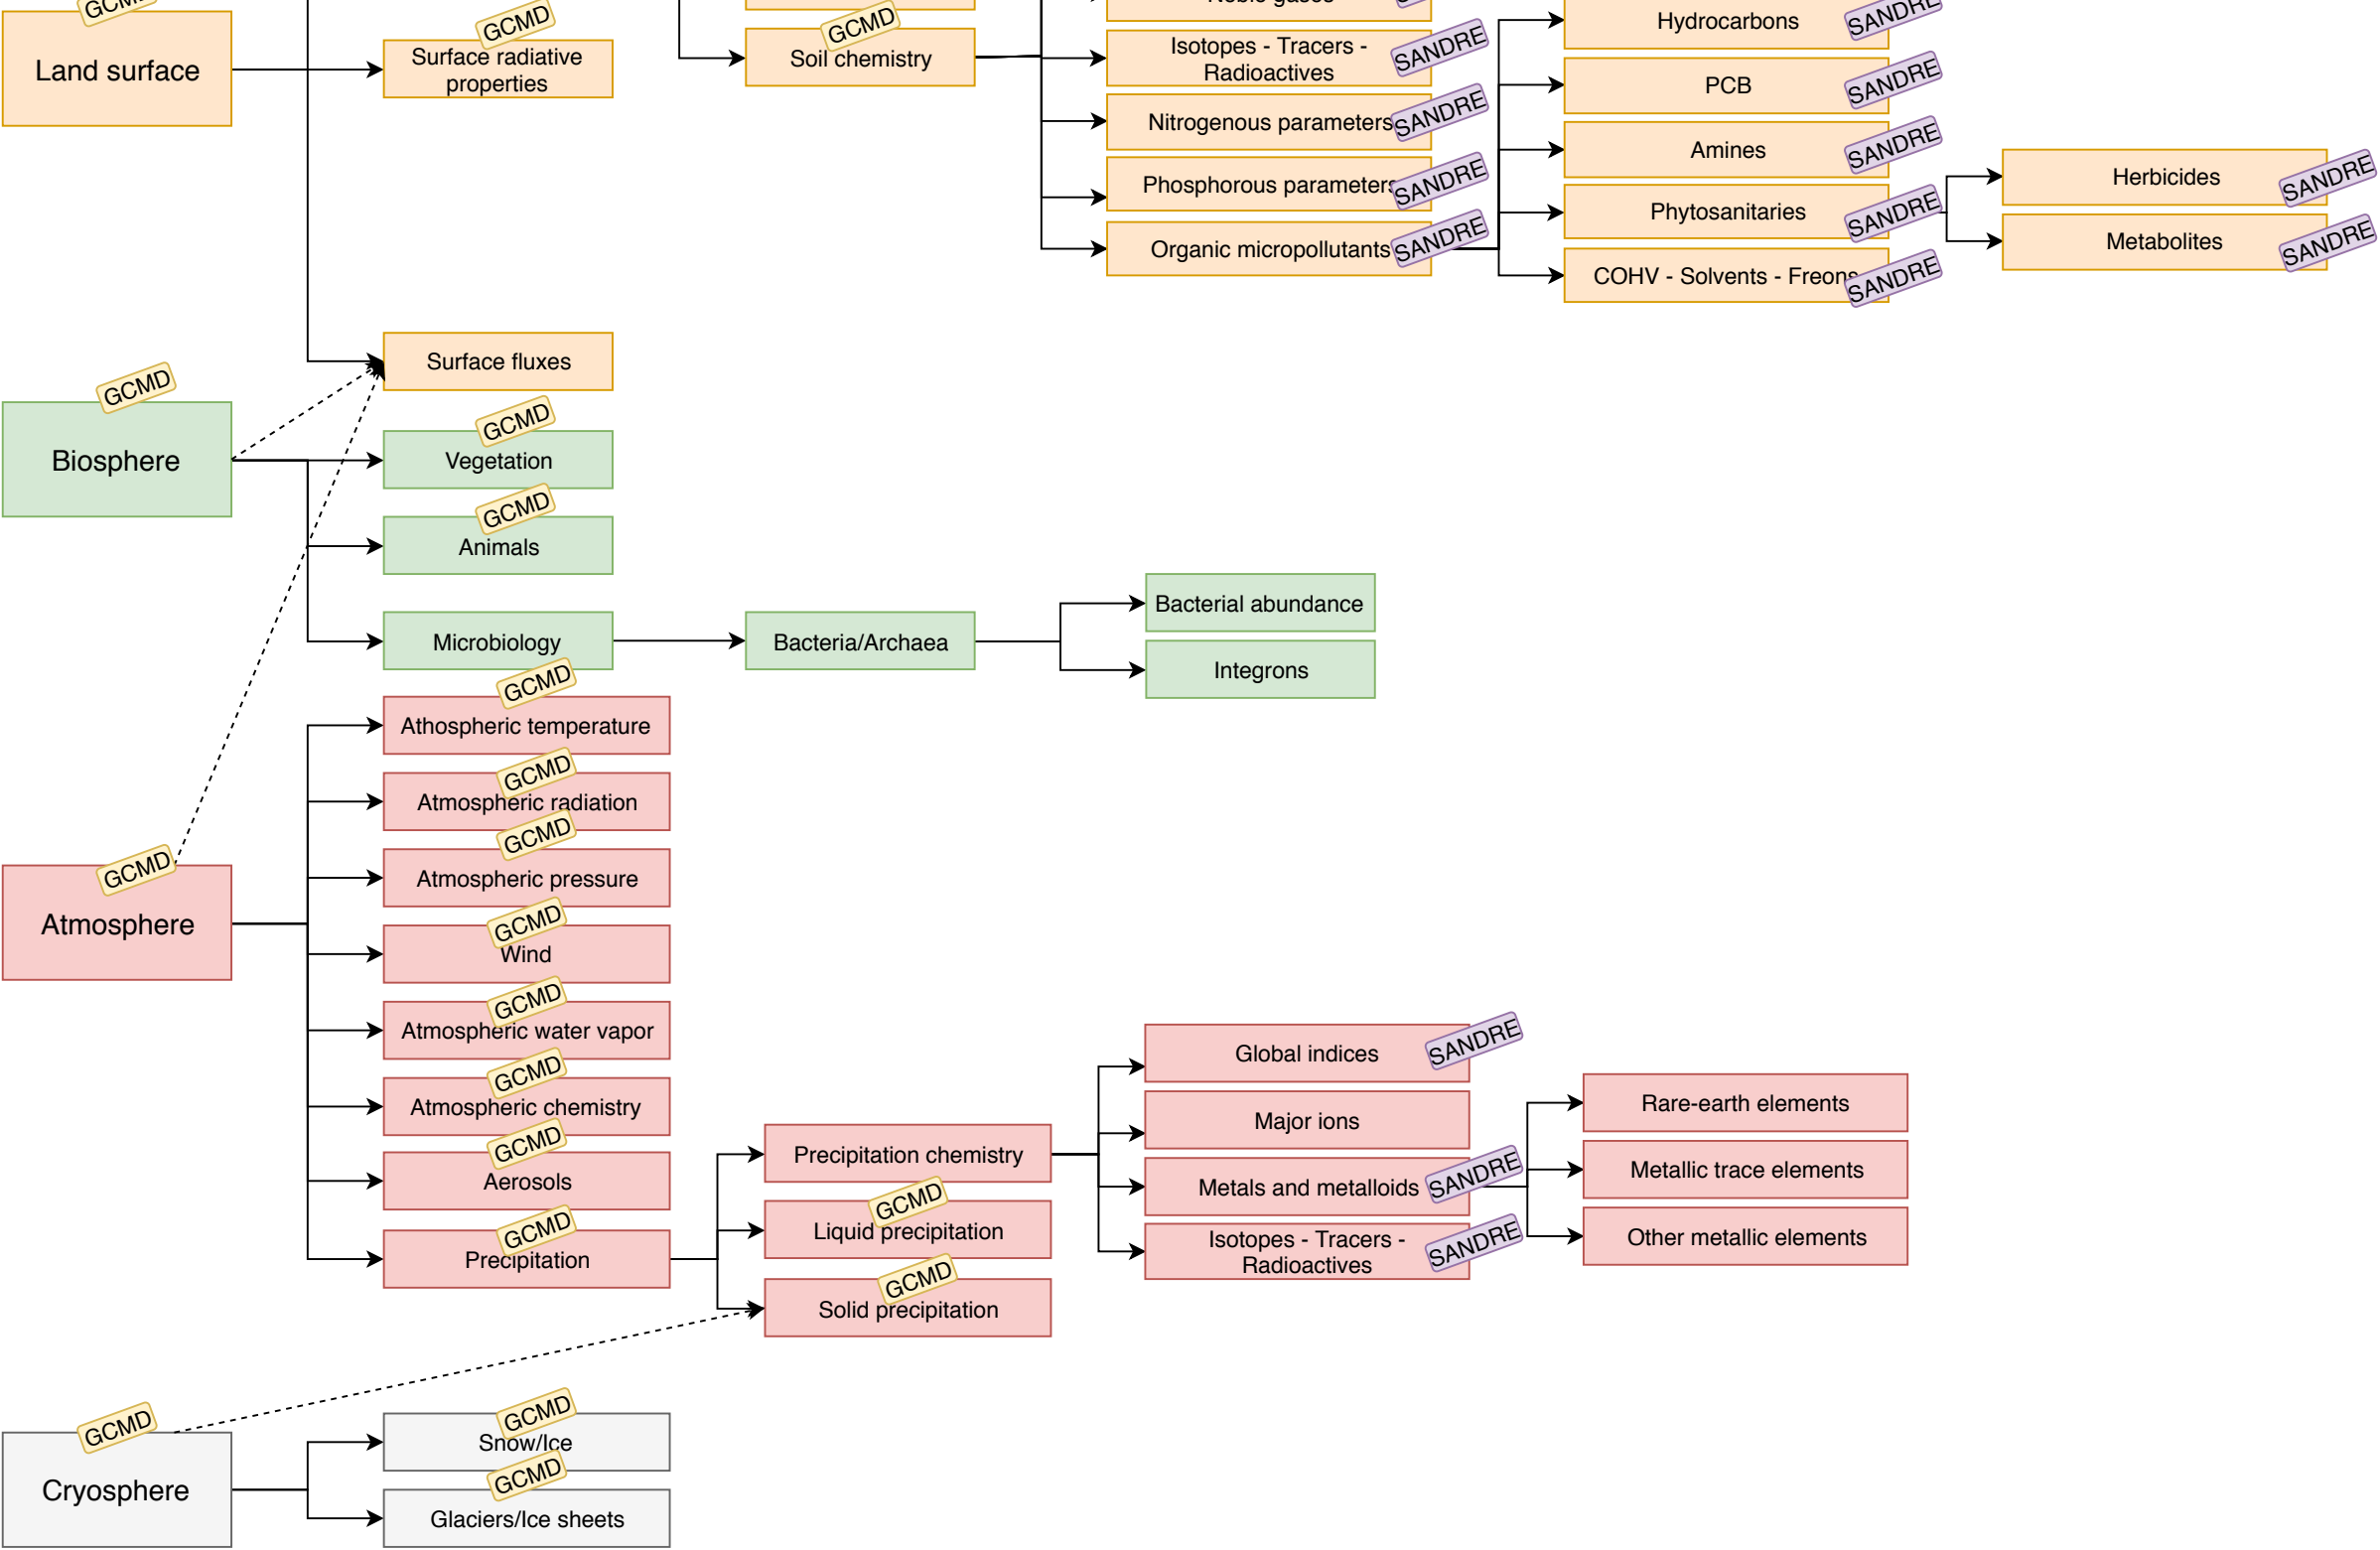 GCMD
Land surface
GCMD
Surface radiative
properties
GCMD
Soil chemistry
Noble gases
Isotopes - Tracers -
Radioactives
SANDRE
Nitrogenous parameters
SANDRE
Phosphorous parameters
SANDRE
Organic micropollutants
SANDRE
Hydrocarbons
SANDRE
PCB
SANDRE
Amines
SANDRE
Phytosanitaries
SANDRE
COHV - Solvents - Freons
SANDRE
Herbicides
SANDRE
Metabolites
SANDRE
Surface fluxes
GCMD
Biosphere
GCMD
Vegetation
GCMD
Animals
Microbiology
Bacteria/Archaea
Bacterial abundance
Integrons
GCMD
Atmosphere
GCMD
Athospheric temperature
GCMD
Atmospheric radiation
GCMD
Atmospheric pressure
GCMD
Wind
GCMD
Atmospheric water vapor
GCMD
Atmospheric chemistry
GCMD
Aerosols
GCMD
Precipitation
Precipitation chemistry
GCMD
Liquid precipitation
GCMD
Solid precipitation
Global indices
SANDRE
Major ions
Metals and metalloids
SANDRE
Isotopes - Tracers -
Radioactives
SANDRE
Rare-earth elements
Metallic trace elements
Other metallic elements
GCMD
Cryosphere
GCMD
Snow/Ice
GCMD
Glaciers/Ice sheets